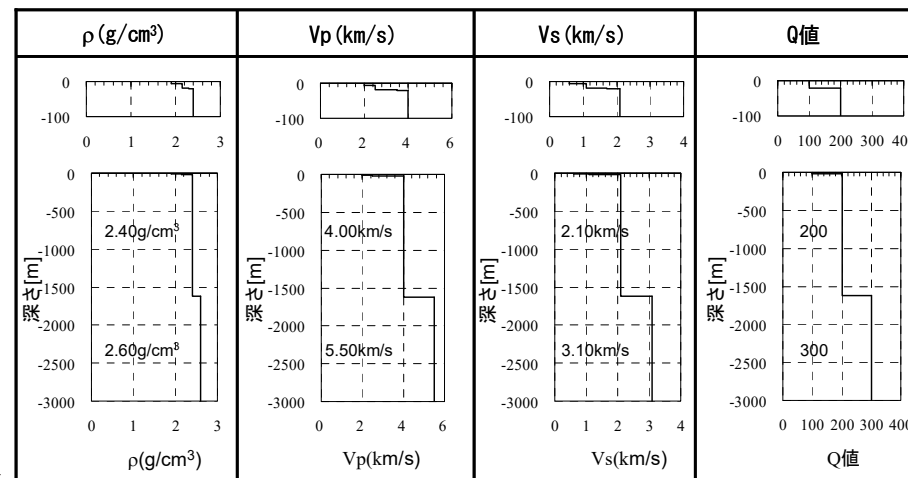 ρ(g/cm³) Vp(km/s) Vs(km/s) Q値
0 0 0 0
-100 -100 -100 -100
0 1 2 3 0 2 4 6 0 1 2 3 4 0 100 200 300 400
0 0 0 0
-500 -500 -500 -500
2.40g/cm³ 4.00km/s 2.10km/s 200
-1000 -1000 -1000 -1000
深さ[m] 深さ[m] 深さ[m] 深さ[m]
-1500 -1500 -1500 -1500
-2000 -2000 -2000 -2000
2.60g/cm³ 5.50km/s 3.10km/s 300
-2500 -2500 -2500 -2500
-3000 -3000 -3000 -3000
0 1 2 3 0 2 4 6 0 1 2 3 4 0 100 200 300 400
ρ(g/cm³) Vp(km/s) Vs(km/s) Q値